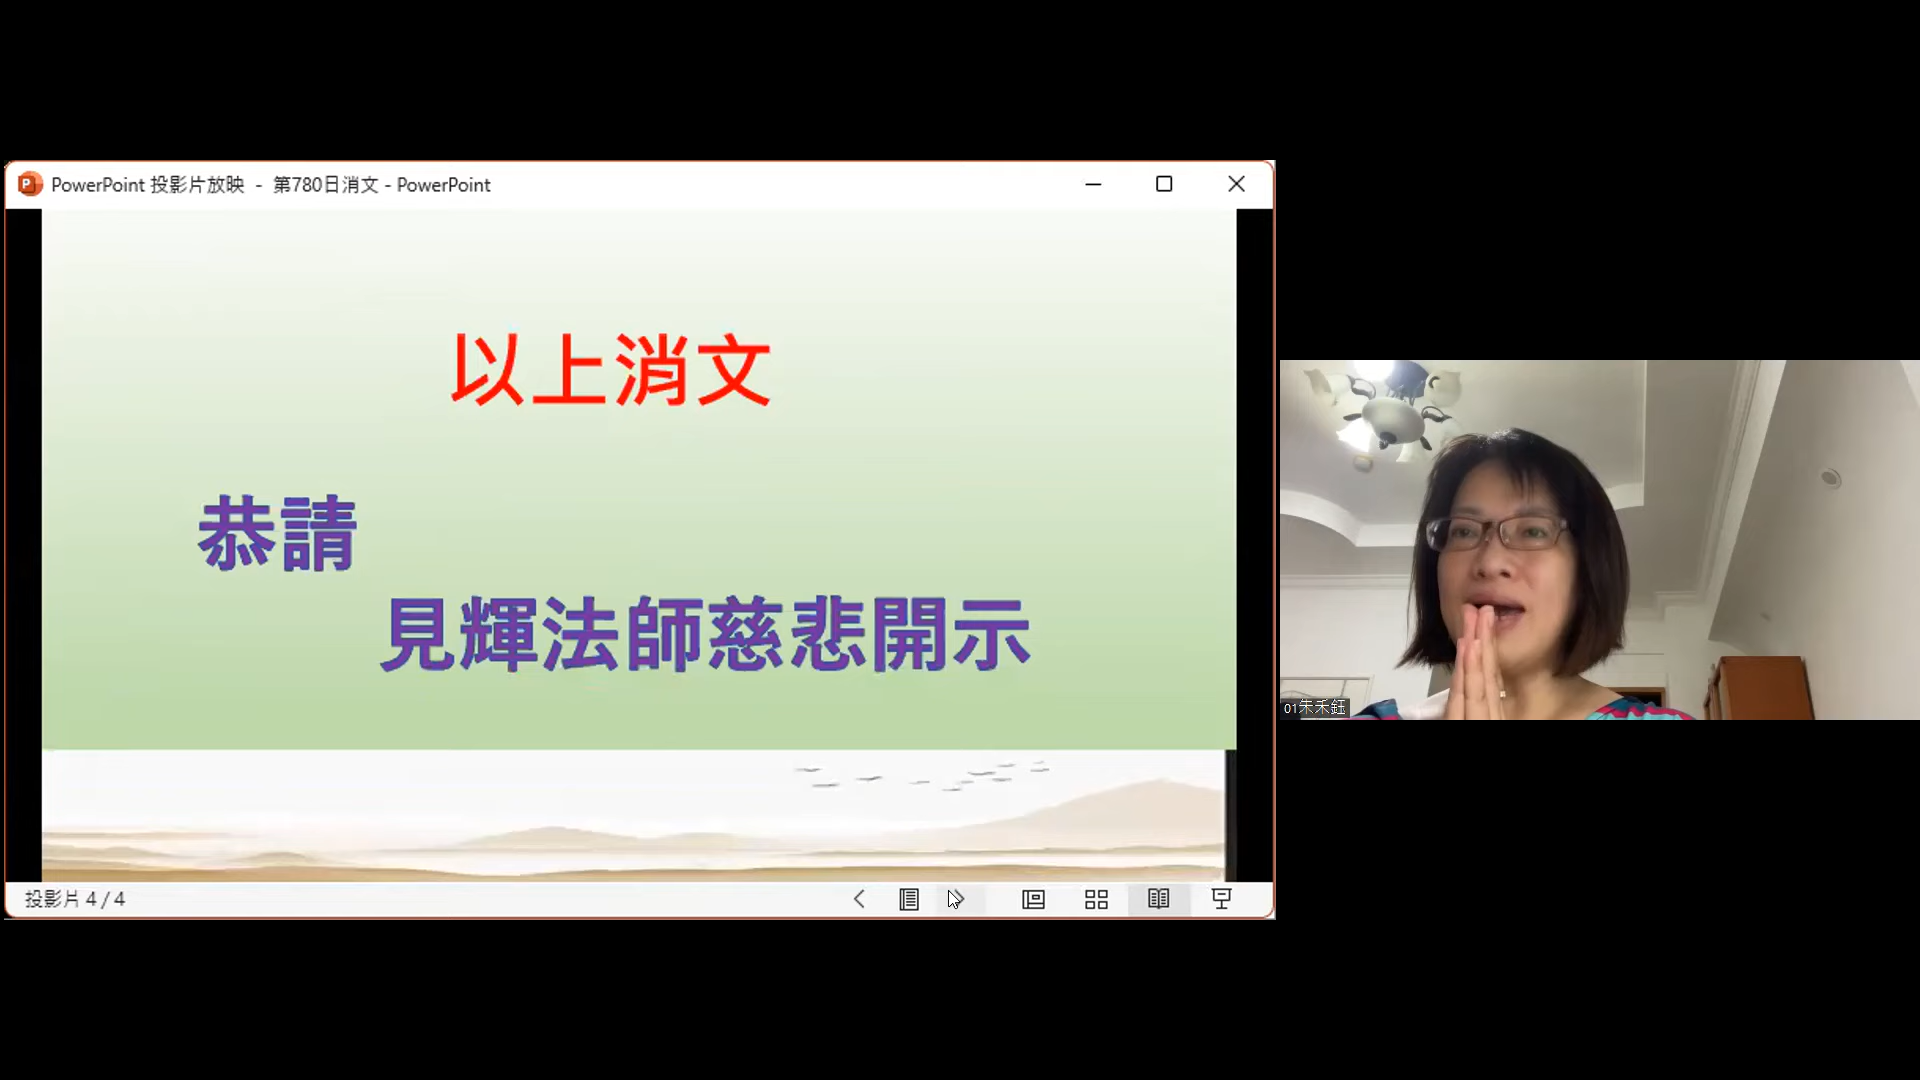 PowerPoint 投影片放映 - 第780日消文 - PowerPoint
以上消文
恭請
見輝法師慈悲開示
01朱禾鈺
投影片 4 / 4